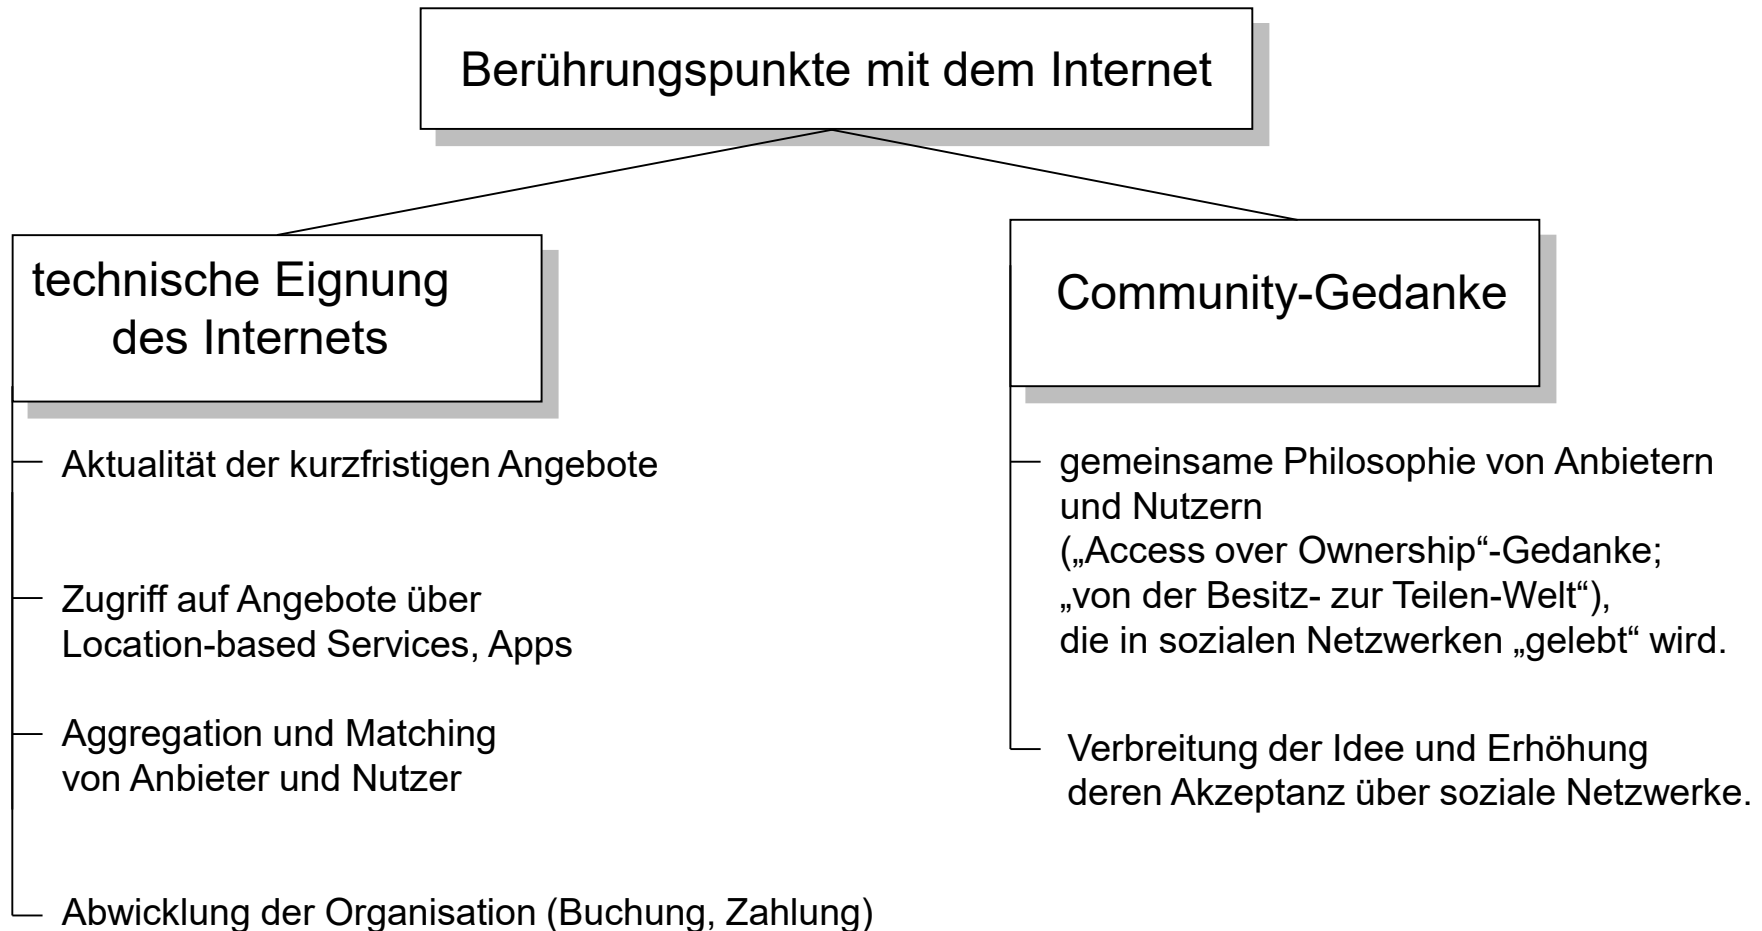 Berührungspunkte mit dem Internet
technische Eignung
des Internets
Aktualität der kurzfristigen Angebote
Zugriff auf Angebote über
Location-based Services, Apps
Aggregation und Matching
von Anbieter und Nutzer
Abwicklung der Organisation (Buchung, Zahlung)
Community-Gedanke
gemeinsame Philosophie von Anbietern
und Nutzern
(„Access over Ownership“-Gedanke;
„von der Besitz- zur Teilen-Welt“),
die in sozialen Netzwerken „gelebt“ wird.
Verbreitung der Idee und Erhöhung
deren Akzeptanz über soziale Netzwerke.